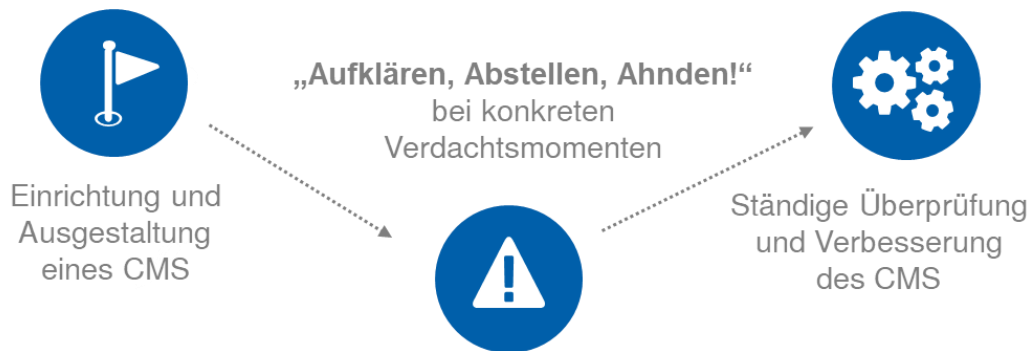 „Aufklären, Abstellen, Ahnden!“
bei konkreten
Verdachtsmomenten
Einrichtung und
Ausgestaltung
eines CMS
Ständige Überprüfung
und Verbesserung
des CMS